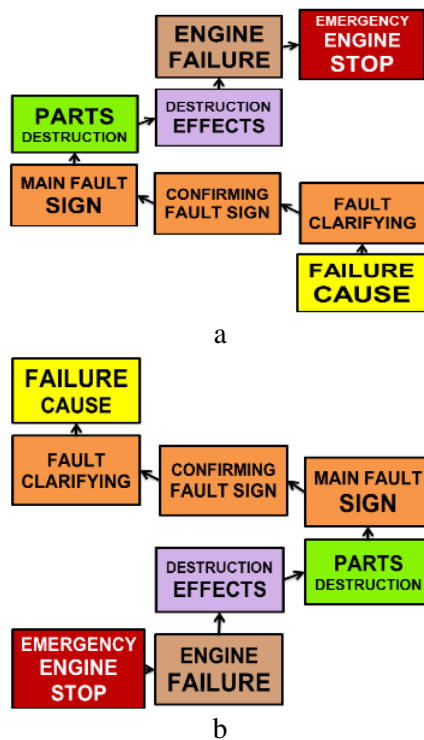 ENGINE
FAILURE
EMERGENCY
ENGINE
STOP
PARTS
DESTRUCTION
DESTRUCTION
EFFECTS
MAIN FAULT
SIGN
CONFIRMING
FAULT SIGN
FAULT
CLARIFYING
FAILURE
CAUSE
a
FAILURE
CAUSE
FAULT
CLARIFYING
CONFIRMING
FAULT SIGN
MAIN FAULT
SIGN
DESTRUCTION
EFFECTS
PARTS
DESTRUCTION
EMERGENCY
ENGINE
STOP
ENGINE
FAILURE
b